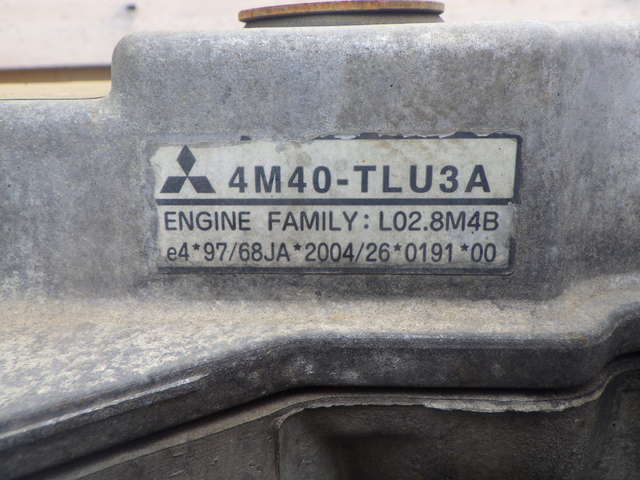 4M40-TLU3A
ENGINE FAMILY: L02.8M4B
e4*97/68JA*2004/26*0191*00